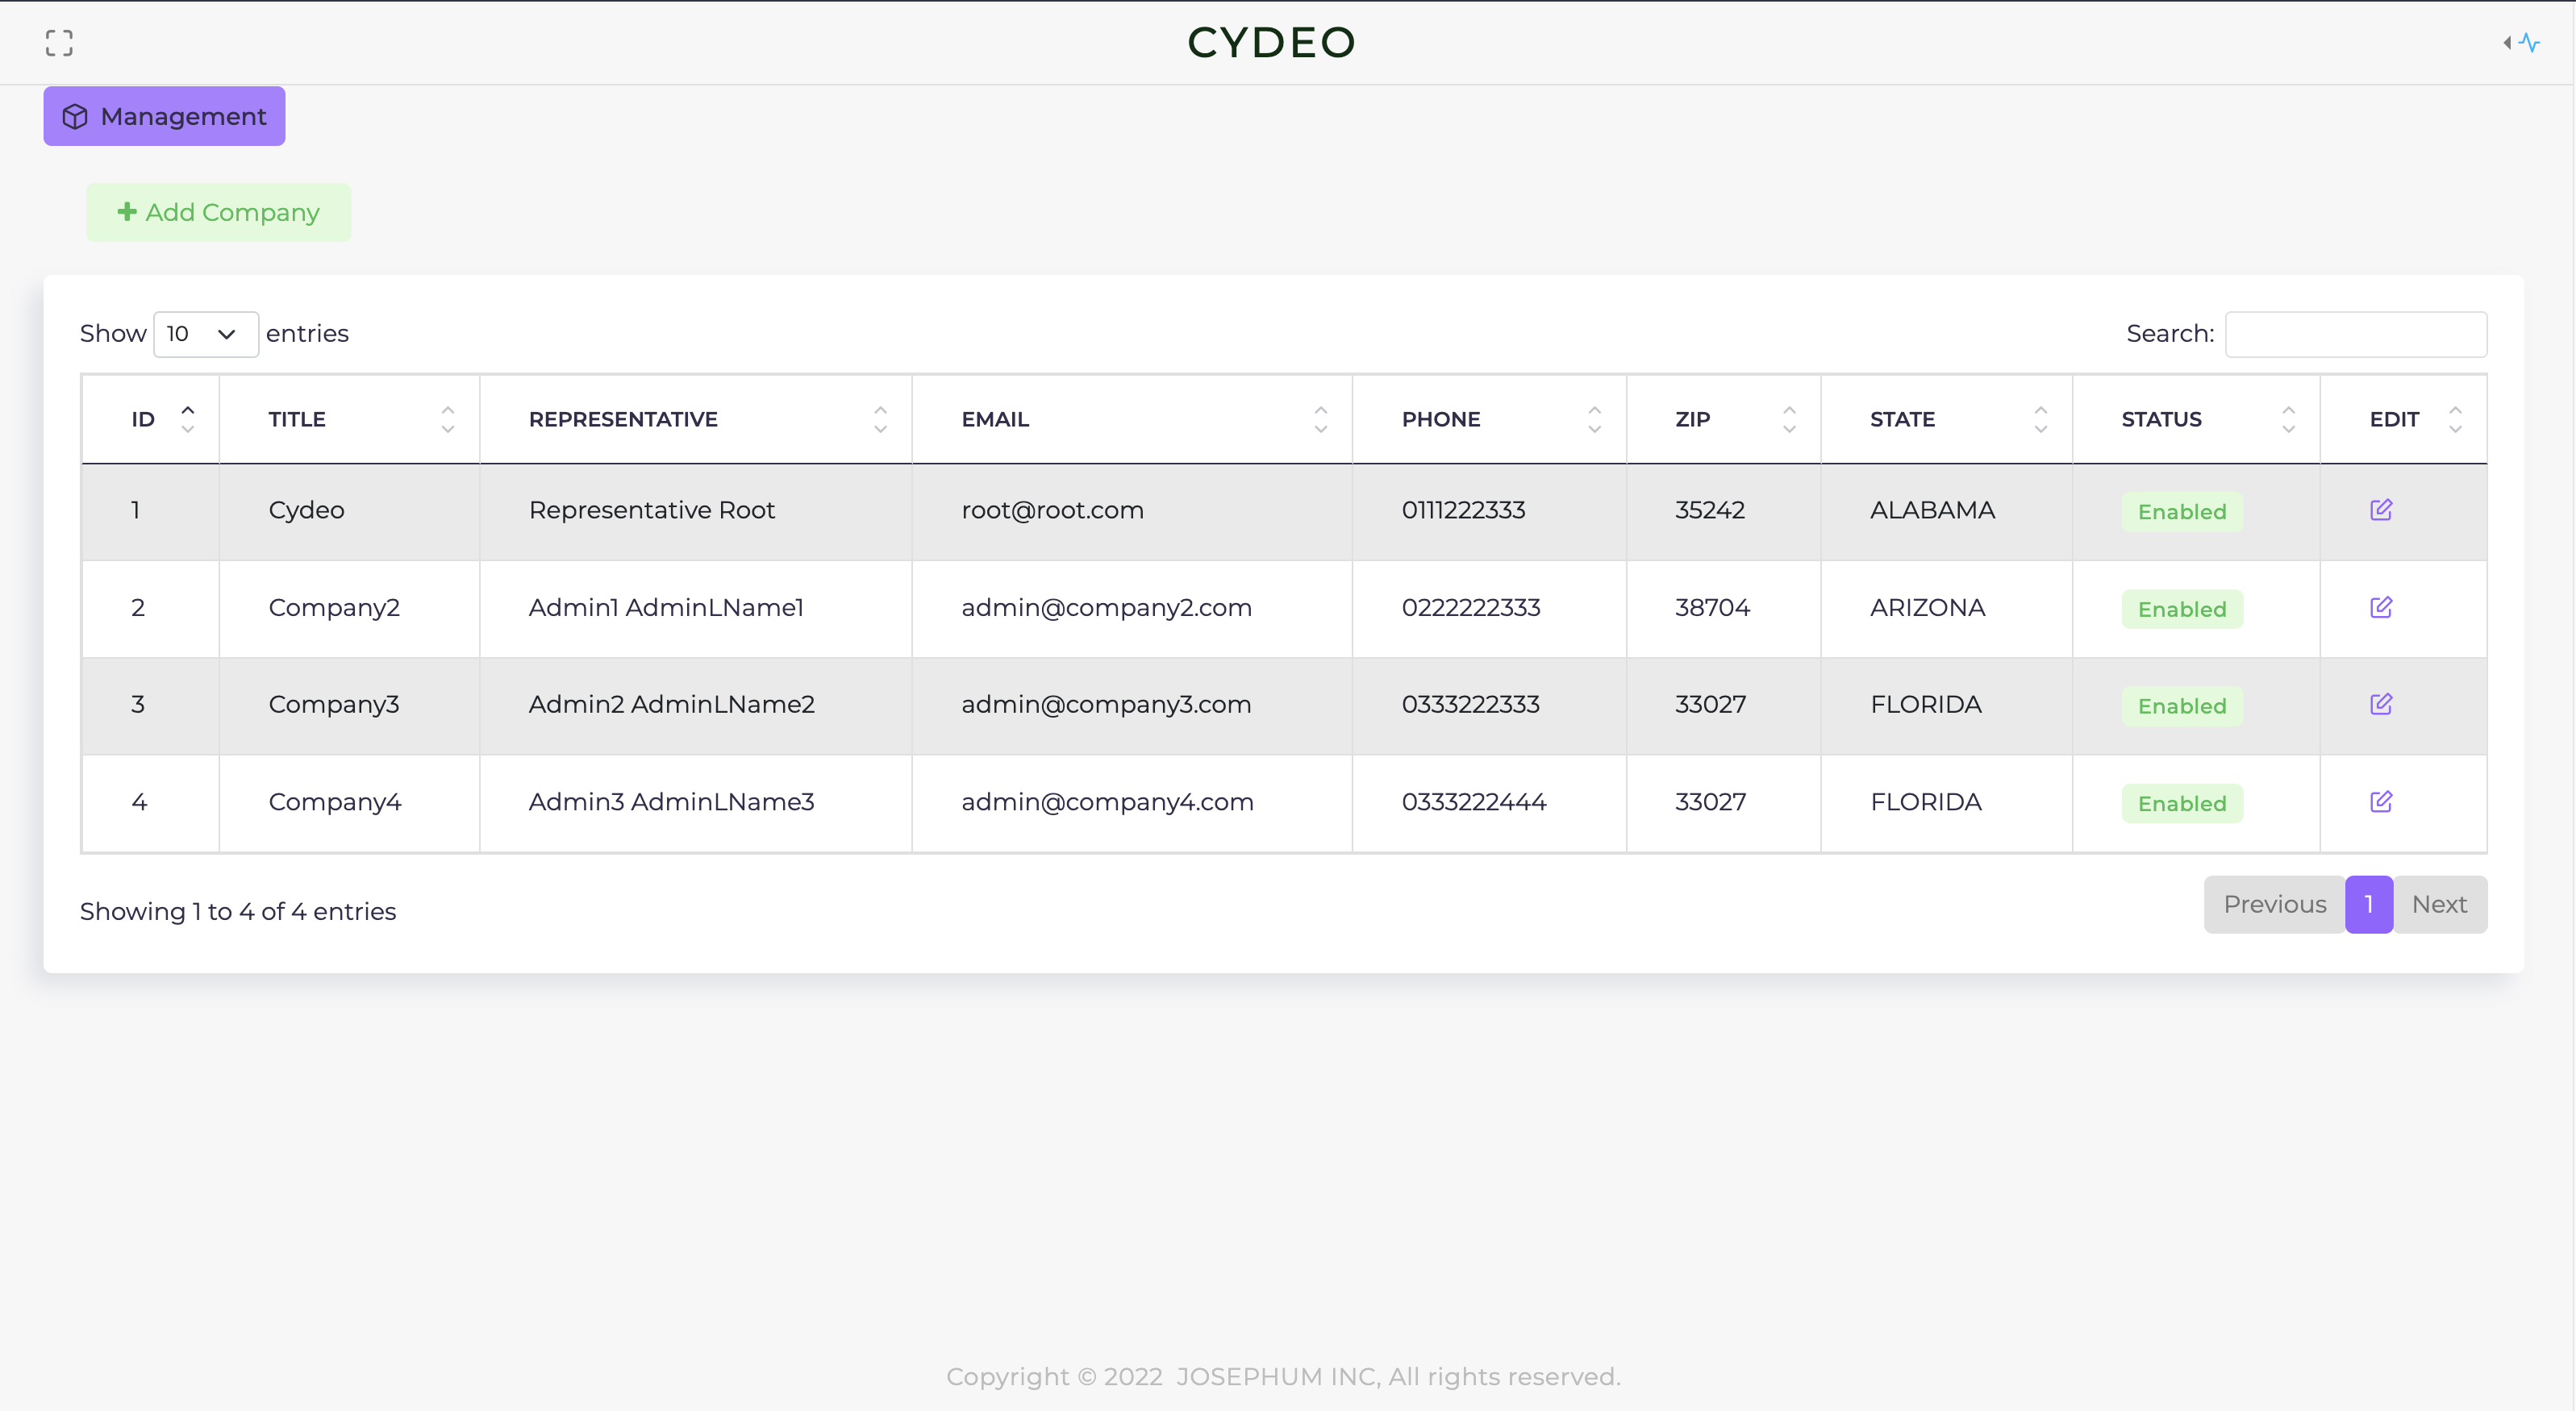 CYDEO
Management
Add Company
Show 10 entries Search:
ID TITLE REPRESENTATIVE EMAIL PHONE ZIP STATE STATUS EDIT
1 Cydeo Representative Root root@root.com 0111222333 35242 ALABAMA Enabled
2 Company2 Admin1 AdminLName1 admin@company2.com 0222222333 38704 ARIZONA Enabled
3 Company3 Admin2 AdminLName2 admin@company3.com 0333222333 33027 FLORIDA Enabled
4 Company4 Admin3 AdminLName3 admin@company4.com 0333222444 33027 FLORIDA Enabled
Showing 1 to 4 of 4 entries Previous 1 Next
Copyright © 2022 JOSEPHUM INC, All rights reserved.